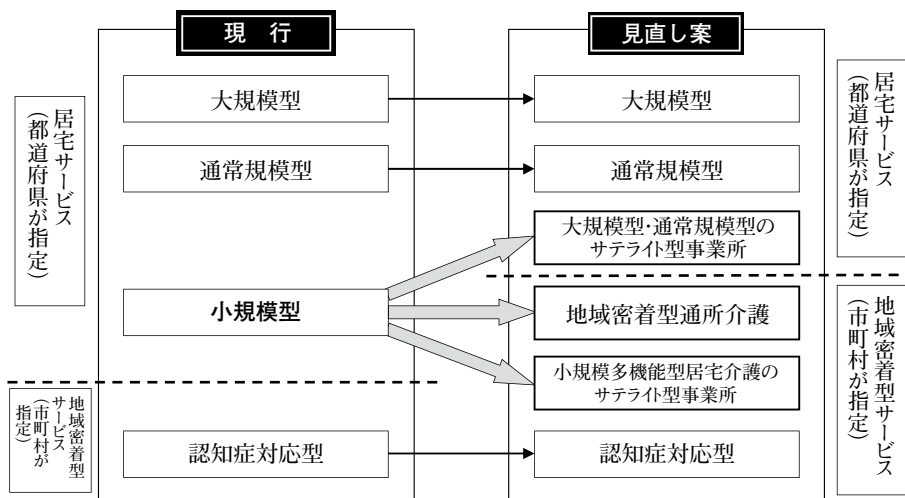 現 行
見直し案
居宅サービス
(都道府県が指定)
大規模型
大規模型
居宅サービス
(都道府県が指定)
通常規模型
通常規模型
大規模型・通常規模型の
サテライト型事業所
小規模型
地域密着型通所介護
小規模多機能型居宅介護の
サテライト型事業所
地域密着型サービス
(市町村が指定)
地域密着型
サービス
(市町村が
指定)
認知症対応型
認知症対応型